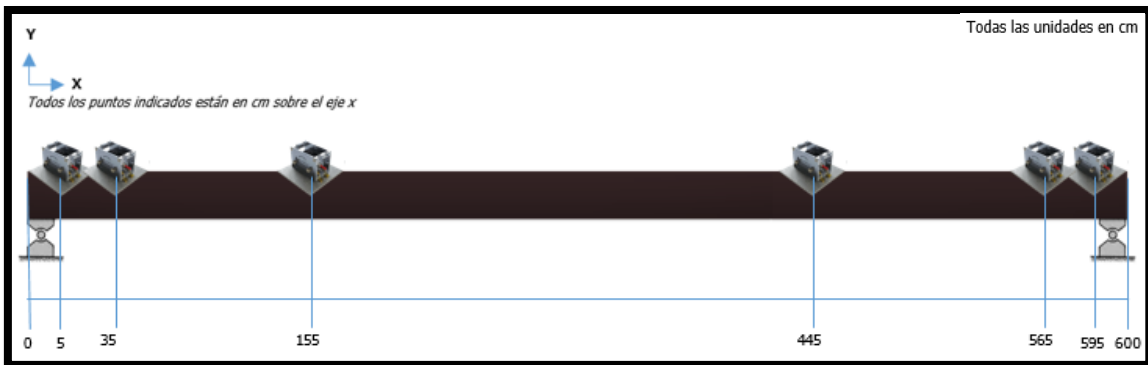 Todas las unidades en cm
Y
X
Todos los puntos indicados están en cm sobre el eje x
0 5 35 155 445 565 595 600